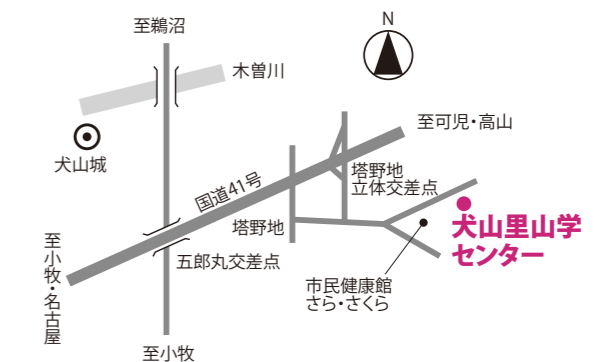 至鵜沼
N
木曽川
至可児・高山
犬山城
塔野地
立体交差点
国道41号
犬山里山学
センター
塔野地
至小牧・名古屋
五郎丸交差点
市民健康館
さら・さくら
至小牧